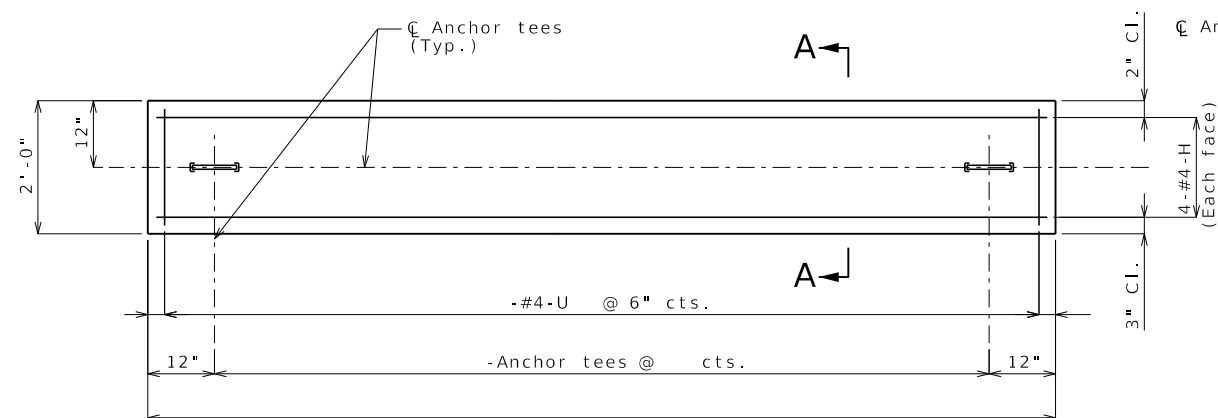 ℄ Anchor tees
(Typ.)
A
2" Cl.
℄ An
12"
2'-0"
4-#4-H
(Each face)
A
3" Cl.
-#4-U @ 6" cts.
12"
-Anchor tees @ cts.
12"